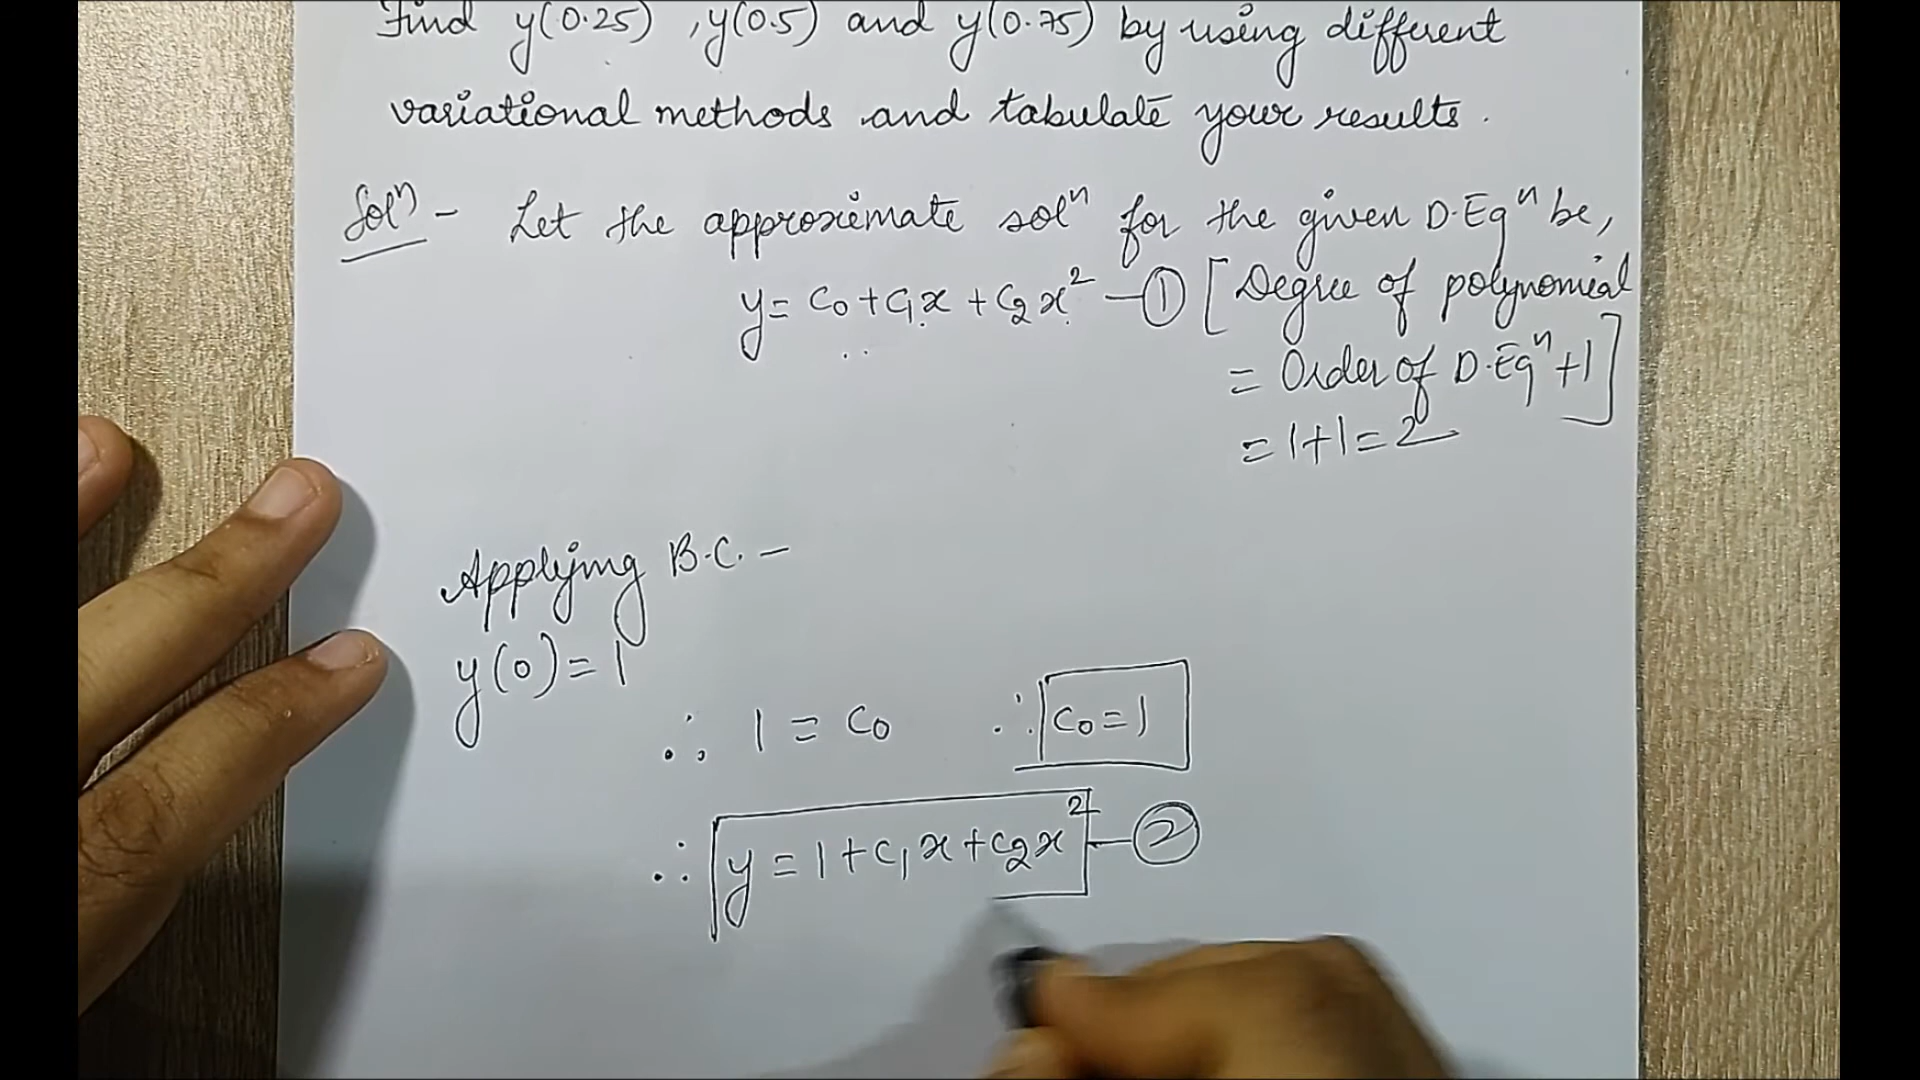 Find y(0.25), y(0.5) and y(0.75) by using different
variational methods and tabulate your results.
Solⁿ - Let the approximate solⁿ for the given D.Eqⁿ be,
y = c₀ + c₁x + c₂x² — ① [Degree of polynomial
= Order of D.Eqⁿ + 1]
= 1+1 = 2
Applying B.C. –
y(0) = 1
∴ 1 = c₀ ∴ c₀ = 1
∴ y = 1 + c₁x + c₂x² — ②